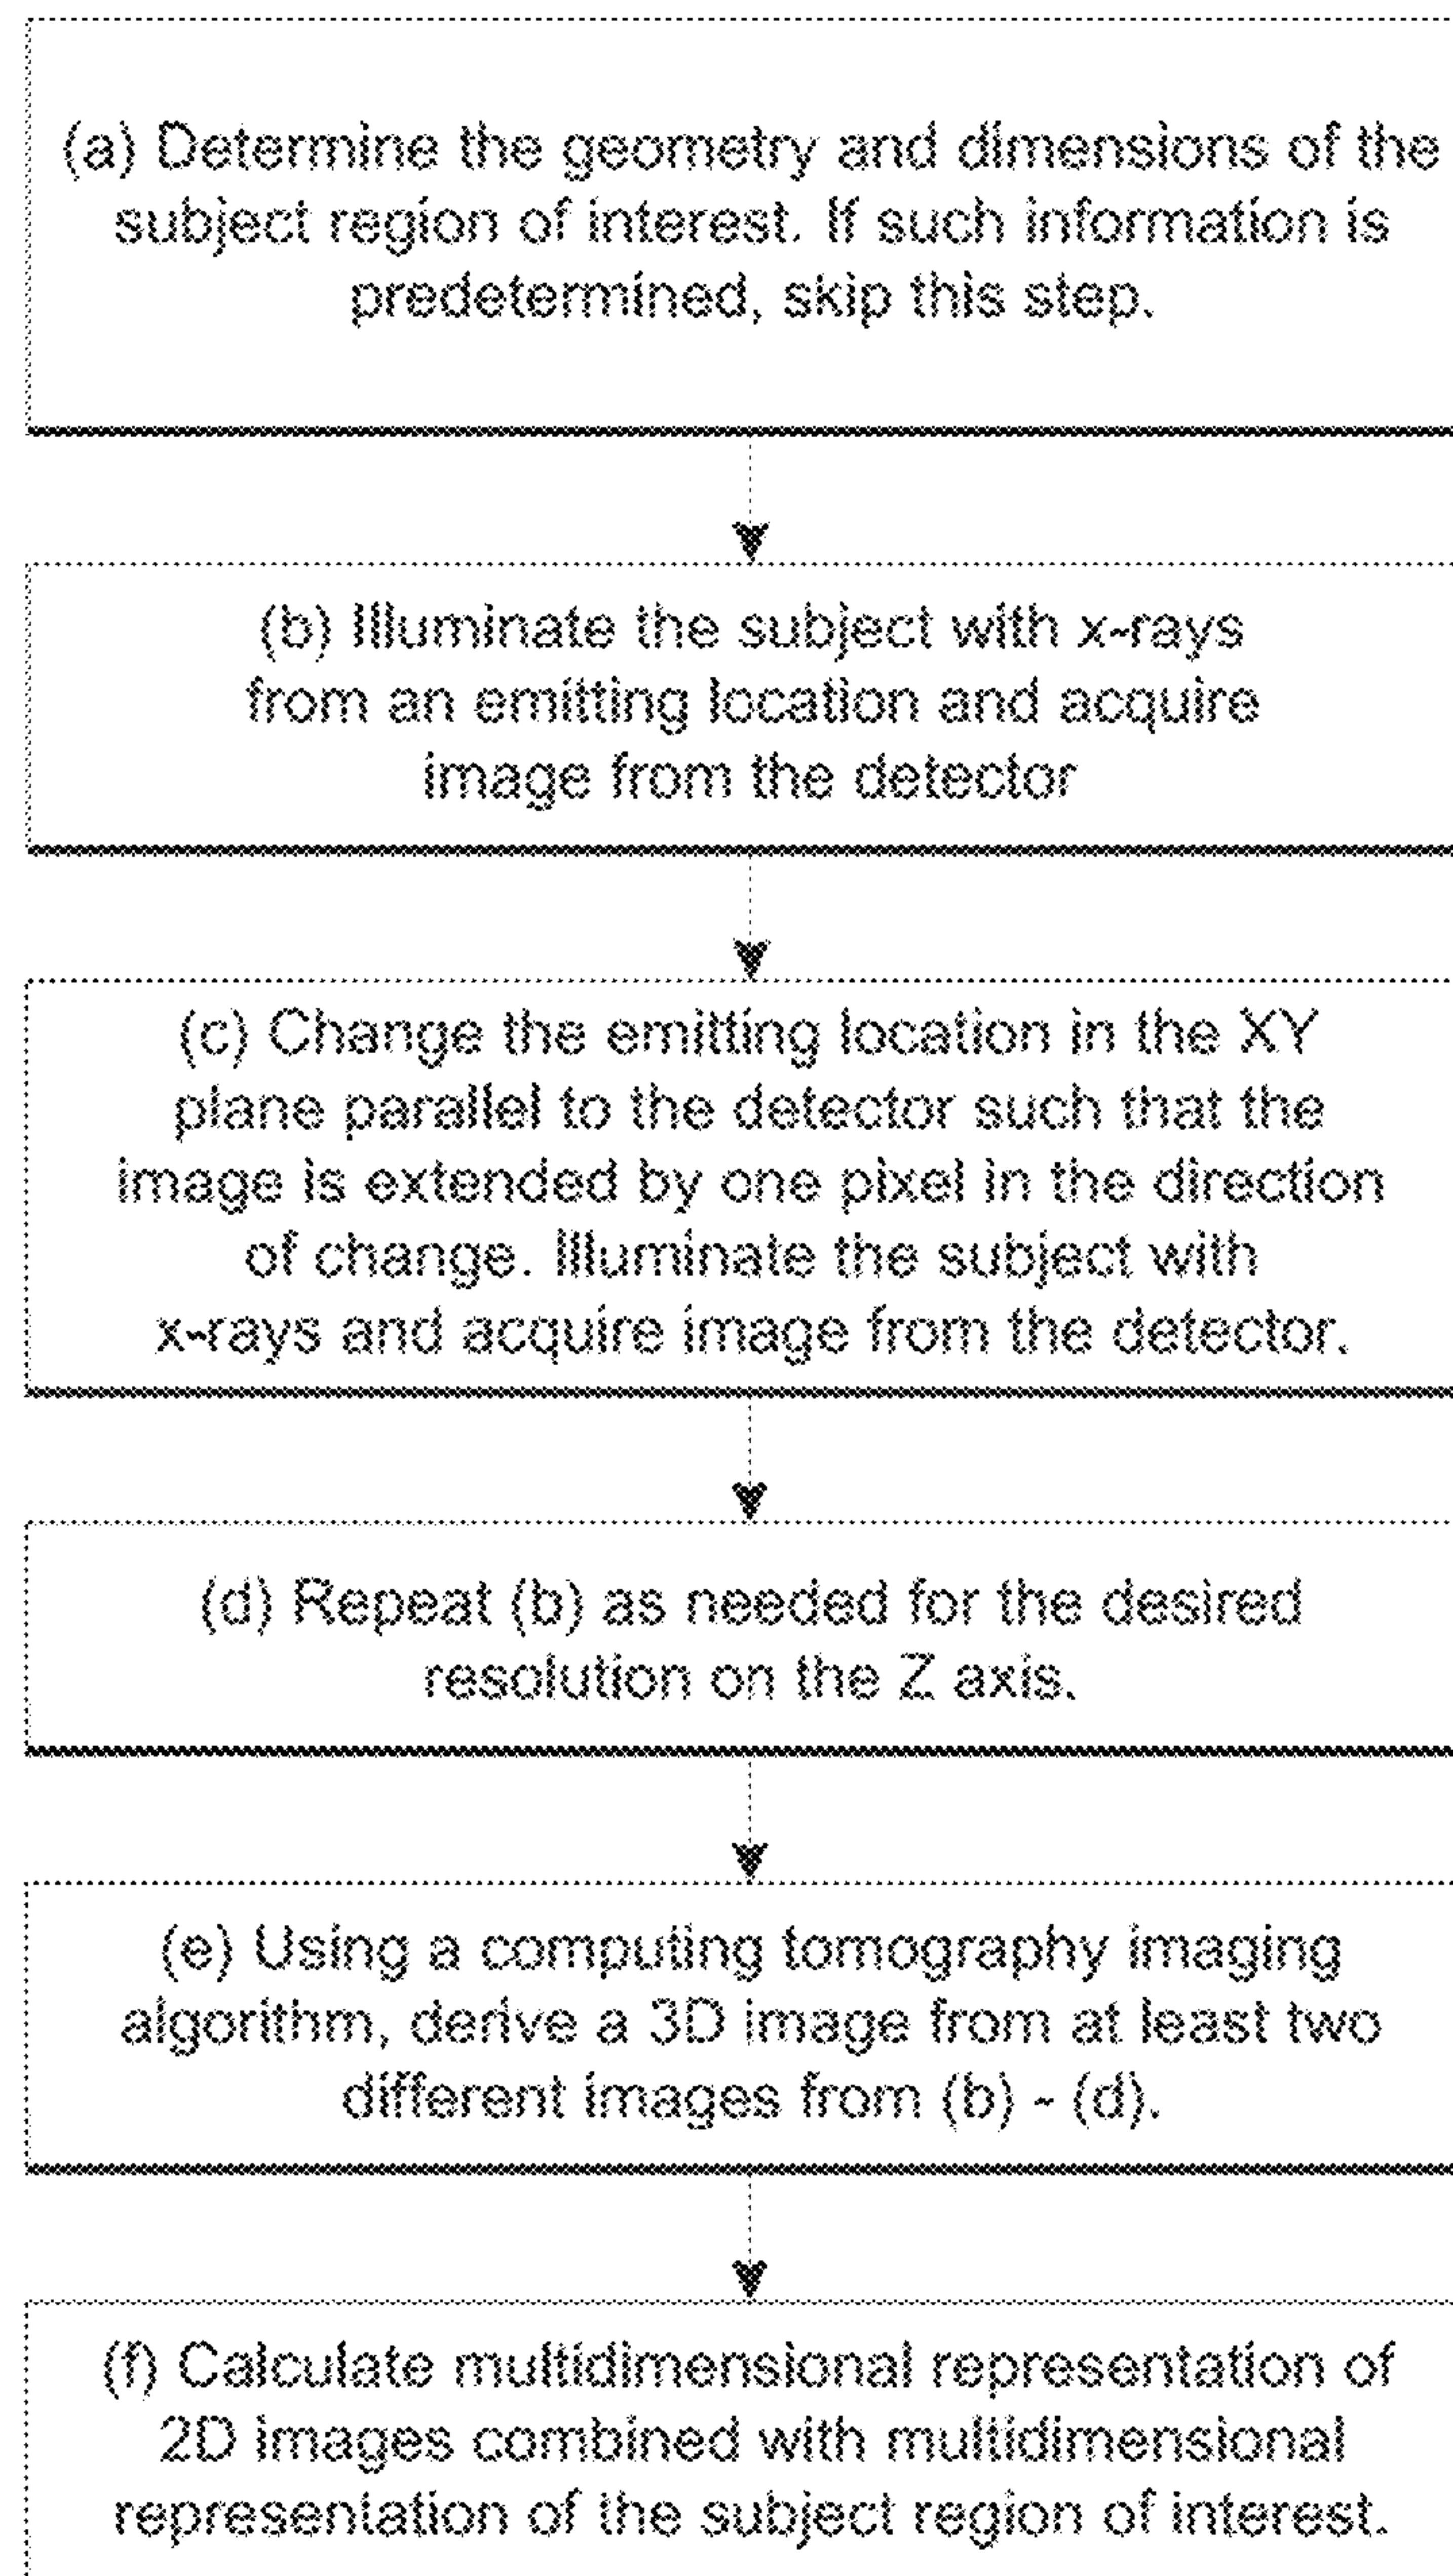 (a) Determine the geometry and dimensions of the
subject region of interest. If such information is
predetermined, skip this step.
(b) Illuminate the subject with x-rays
from an emitting location and acquire
image from the detector
(c) Change the emitting location in the XY
plane parallel to the detector such that the
image is extended by one pixel in the direction
of change. Illuminate the subject with
x-rays and acquire image from the detector.
(d) Repeat (b) as needed for the desired
resolution on the Z axis.
(e) Using a computing tomography imaging
algorithm, derive a 3D image from at least two
different images from (b) - (d).
(f) Calculate multidimensional representation of
2D images combined with multidimensional
representation of the subject region of interest.